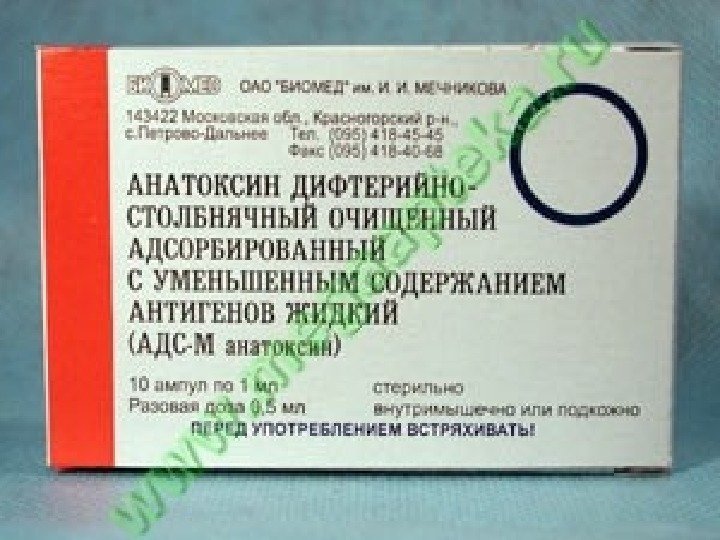 БИОМЕД ОАО "БИОМЕД" им. И. И. МЕЧНИКОВА
143422 Московская обл., Красногорский р-н.,
с.Петрово-Дальнее Тел. (095) 418-45-45
Факс (095) 418-40-68
АНАТОКСИН ДИФТЕРИЙНО-
СТОЛБНЯЧНЫЙ ОЧИЩЕННЫЙ
АДСОРБИРОВАННЫЙ
С УМЕНЬШЕННЫМ СОДЕРЖАНИЕМ
АНТИГЕНОВ ЖИДКИЙ
(АДС-М анатоксин)
10 ампул по 1 мл стерильно
Разовая доза 0,5 мл внутримышечно или подкожно
ПЕРЕД УПОТРЕБЛЕНИЕМ ВСТРЯХИВАТЬ!